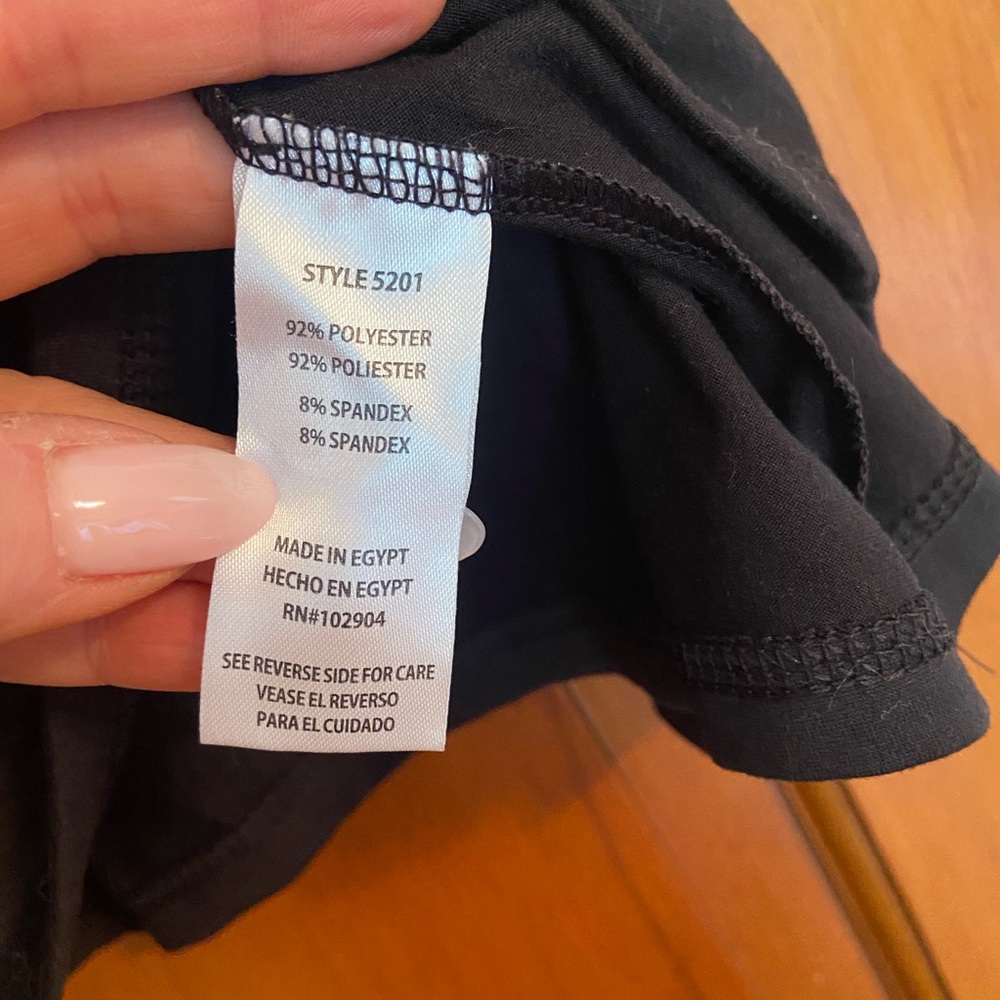 STYLE 5201
92% POLYESTER
92% POLIESTER
8% SPANDEX
8% SPANDEX
MADE IN EGYPT
HECHO EN EGYPT
RN#102904
SEE REVERSE SIDE FOR CARE
VEASE EL REVERSO
PARA EL CUIDADO